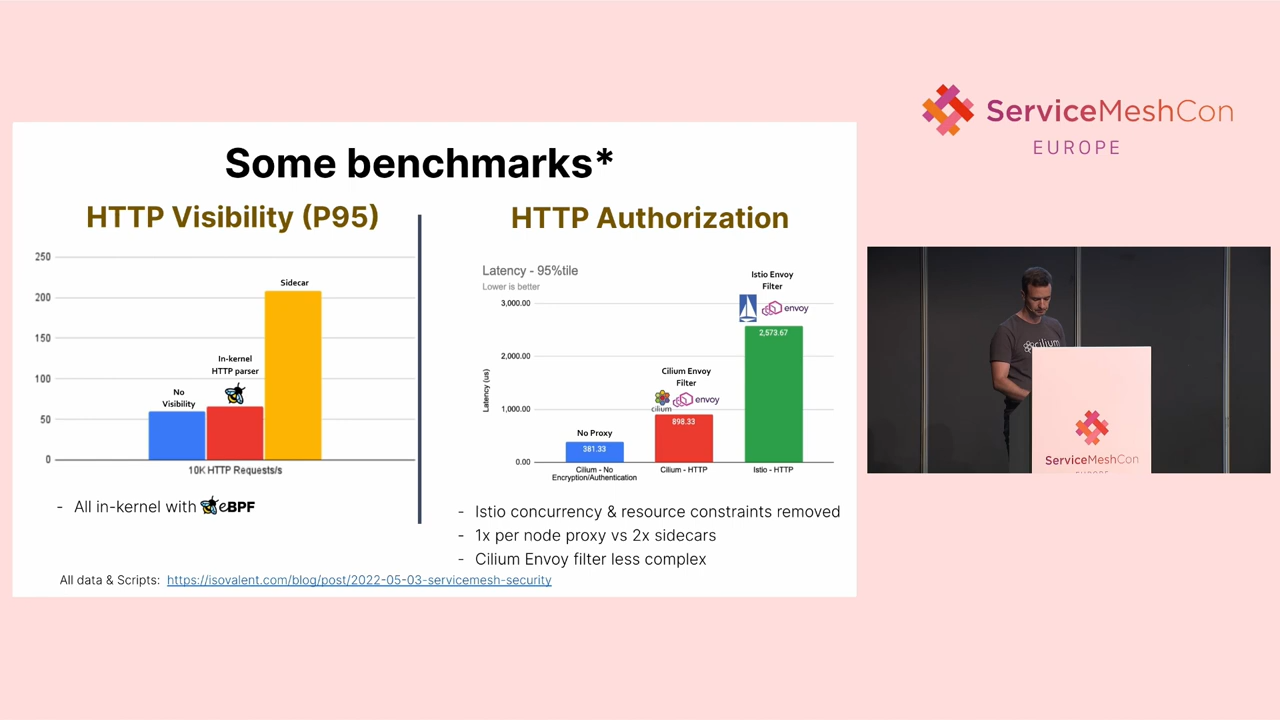 Some benchmarks*
HTTP Visibility (P95)
250
200
150
100
50
0
Sidecar
In-kernel
HTTP parser
No
Visibility
10K HTTP Requests/s
- All in-kernel with eBPF
HTTP Authorization
Latency - 95%tile
Lower is better
Latency (us)
3,000.00
2,000.00
1,000.00
0.00
Istio Envoy
Filter
envoy
2,573.67
Cilium Envoy
Filter
cilium
envoy
898.33
No Proxy
381.33
Cilium - No
Encryption/Authentication
Cilium - HTTP
Istio - HTTP
- Istio concurrency & resource constraints removed
- 1x per node proxy vs 2x sidecars
- Cilium Envoy filter less complex
All data & Scripts: https://isovalent.com/blog/post/2022-05-03-servicemesh-security
ServiceMeshCon
EUROPE
cilium
ServiceMeshCon
EUROPE